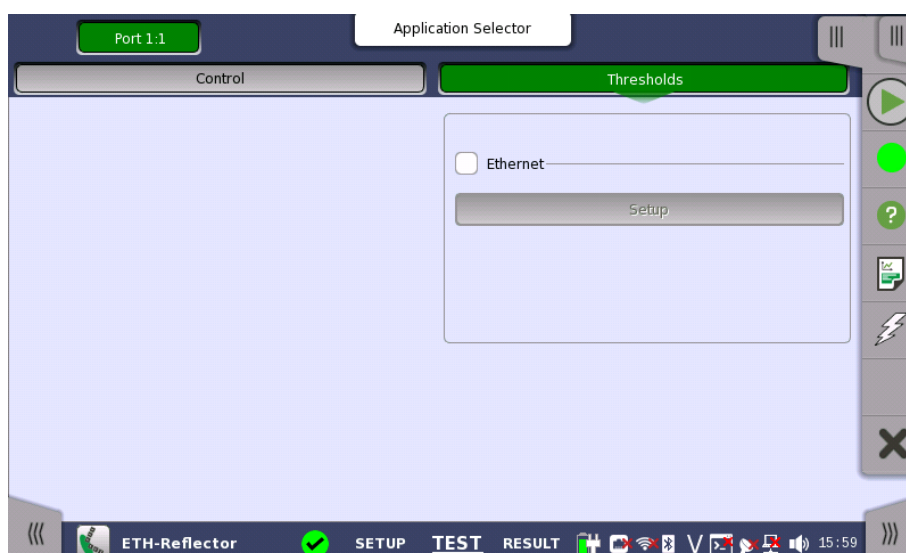 Port 1:1
Application Selector
Control
Thresholds
Ethernet
Setup
ETH-Reflector
SETUP
TEST
RESULT
15:59